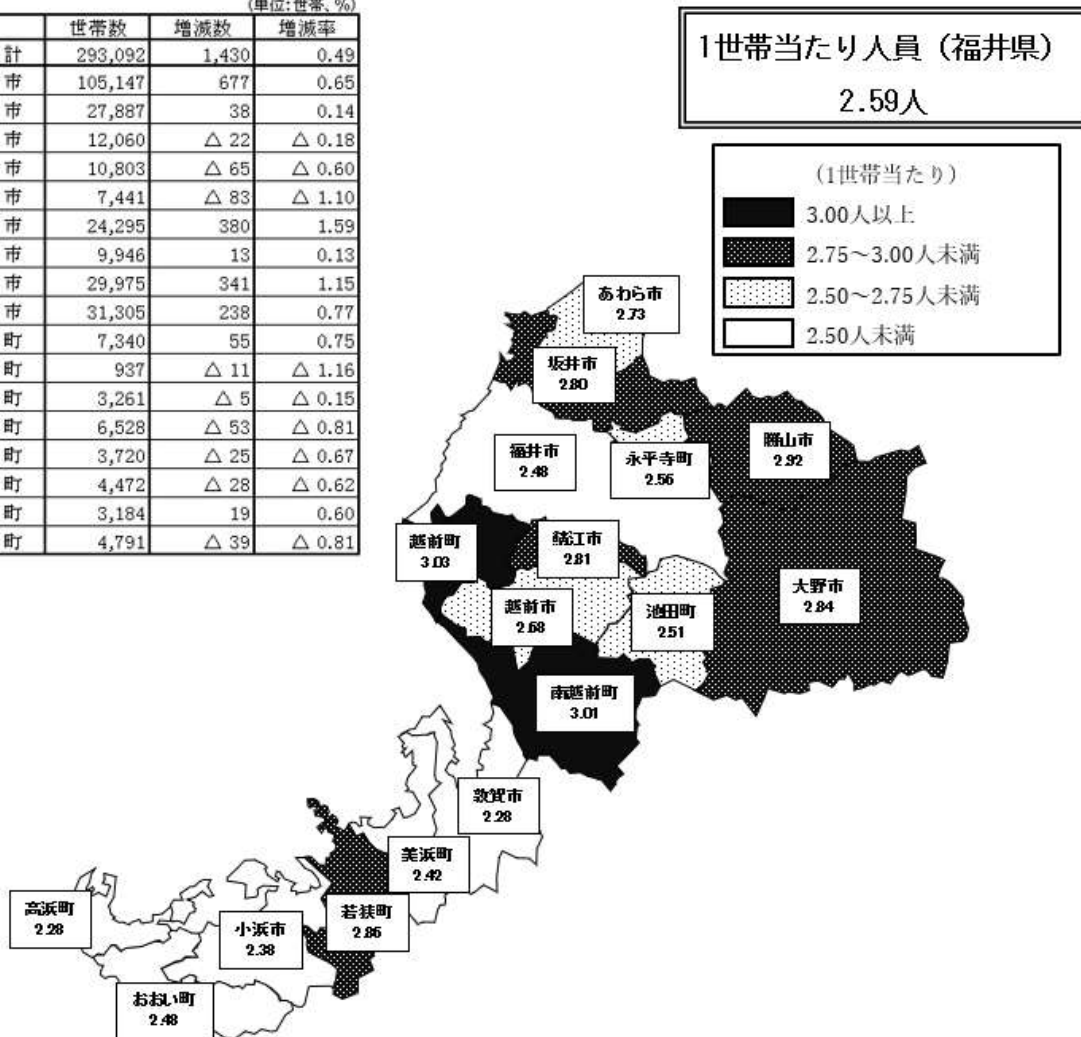 (単位:世帯、%)
世帯数 増減数 増減率
計 293,092 1,430 0.49
市 105,147 677 0.65
市 27,887 38 0.14
市 12,060 △ 22 △ 0.18
市 10,803 △ 65 △ 0.60
市 7,441 △ 83 △ 1.10
市 24,295 380 1.59
市 9,946 13 0.13
市 29,975 341 1.15
市 31,305 238 0.77
町 7,340 55 0.75
町 937 △ 11 △ 1.16
町 3,261 △ 5 △ 0.15
町 6,528 △ 53 △ 0.81
町 3,720 △ 25 △ 0.67
町 4,472 △ 28 △ 0.62
町 3,184 19 0.60
町 4,791 △ 39 △ 0.81
1世帯当たり人員（福井県）
2.59人
（1世帯当たり）
3.00人以上
2.75～3.00人未満
2.50～2.75人未満
2.50人未満
あわら市
2.73
坂井市
2.80
福井市
2.48
永平寺町
2.56
勝山市
2.92
越前町
3.03
鯖江市
2.81
大野市
2.84
越前市
2.68
池田町
2.51
南越前町
3.01
敦賀市
2.28
美浜町
2.42
高浜町
2.28
若狭町
2.86
小浜市
2.38
おおい町
2.48